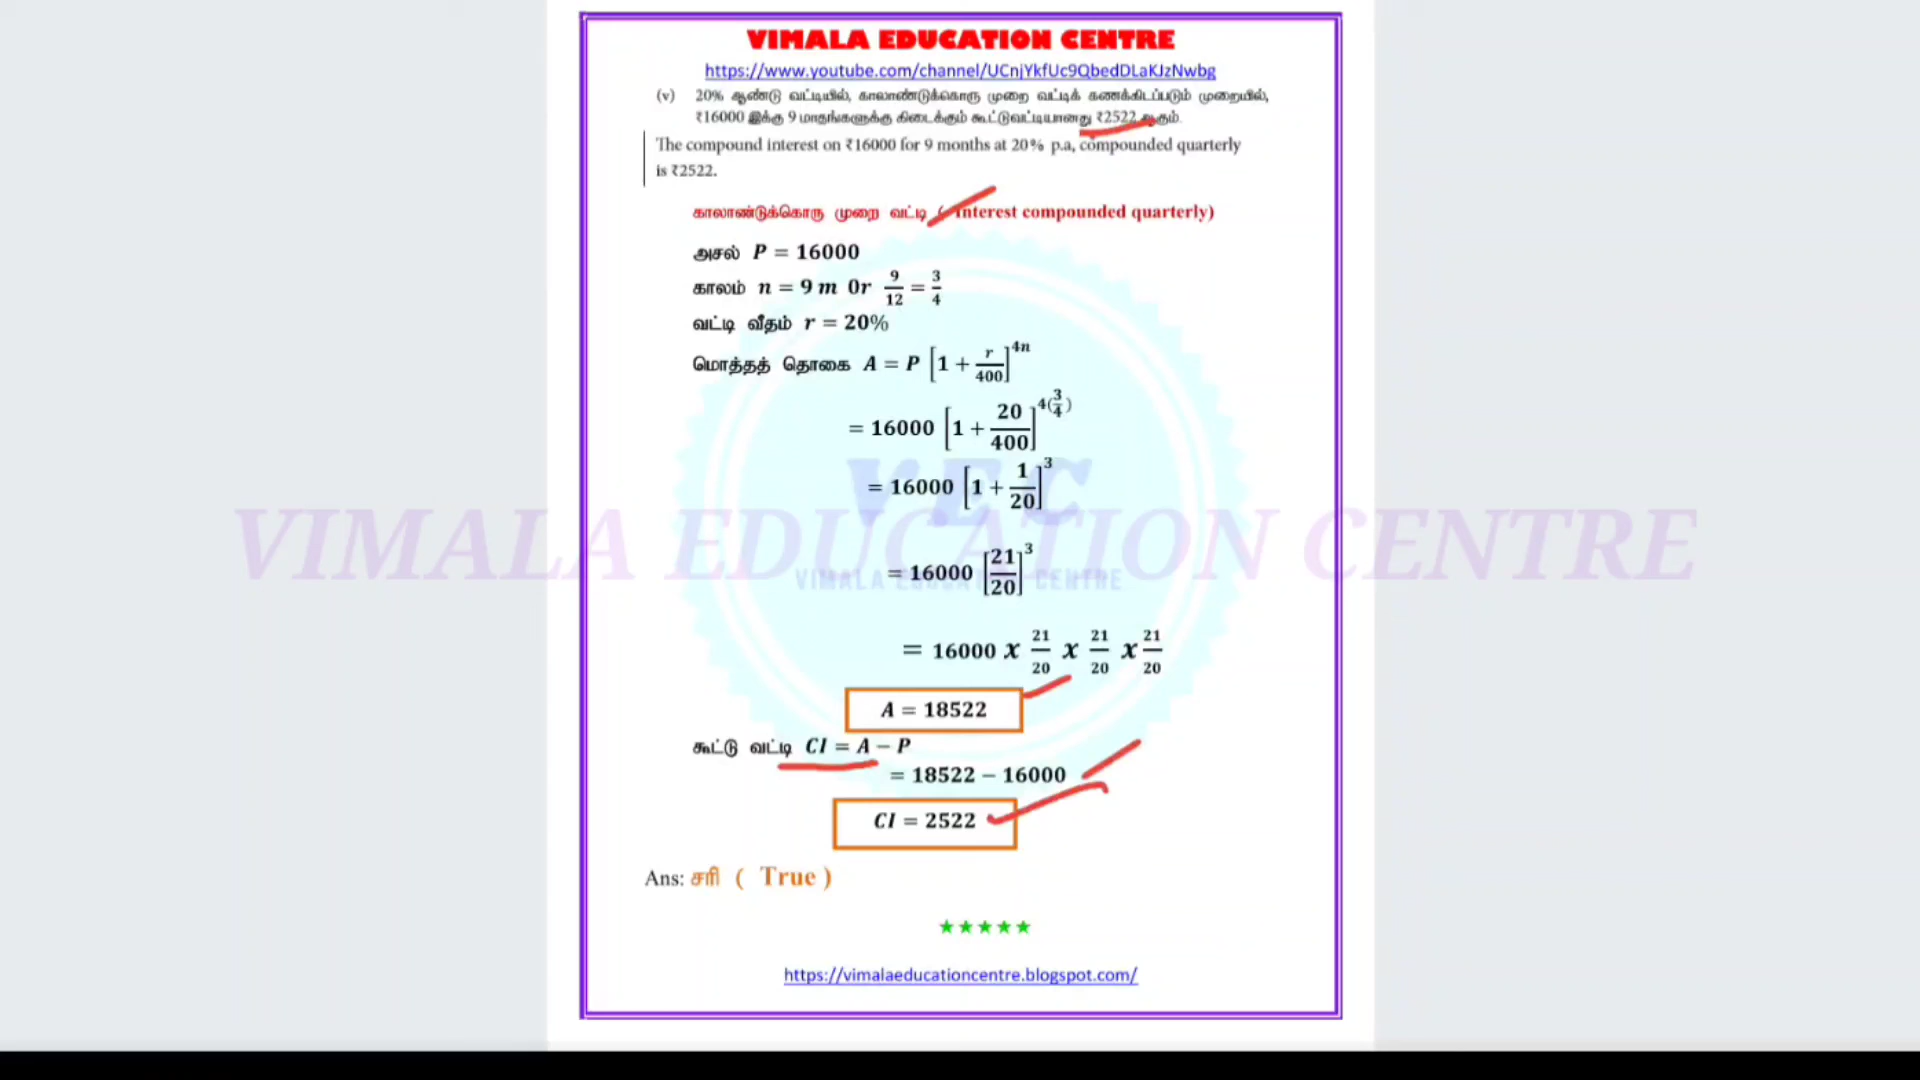 VIMALA EDUCATION CENTRE
https://www.youtube.com/channel/UCnjYkfUc9QbedDLaKJzNwbg
(v) 20% ஆண்டு வட்டியில், காலாண்டுக்கொரு முறை வட்டிக் கணக்கிடப்படும் முறையில்,
₹16000 இக்கு 9 மாதங்களுக்கு கிடைக்கும் கூட்டுவட்டியானது ₹2522 ஆகும்.
The compound interest on ₹16000 for 9 months at 20% p.a, compounded quarterly
is ₹2522.
காலாண்டுக்கொரு முறை வட்டி ( Interest compounded quarterly)
அசல் P = 16000
காலம் n = 9 m 0r 9/12 = 3/4
வட்டி வீதம் r = 20%
மொத்தத் தொகை A = P [1 + r/400]^4n
= 16000 [1 + 20/400]^4(3/4)
= 16000 [1 + 1/20]^3
= 16000 [21/20]^3
= 16000 x 21/20 x 21/20 x 21/20
A = 18522
கூட்டு வட்டி CI = A − P
= 18522 − 16000
CI = 2522
Ans: சரி ( True )
★★★★★
https://vimalaeducationcentre.blogspot.com/
VEC
VIMALA EDUCATION CENTRE
VIMALA EDUCATION CENTRE